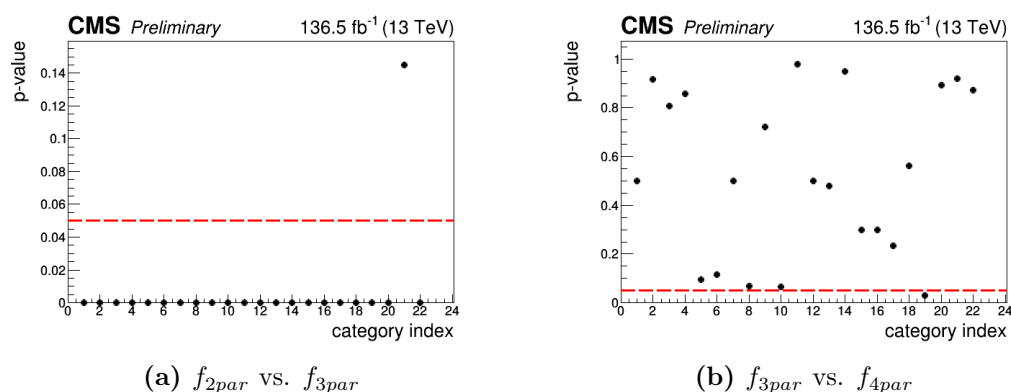 CMS Preliminary 136.5 fb⁻¹ (13 TeV)
p-value
0.14
0.12
0.1
0.08
0.06
0.04
0.02
0
0 2 4 6 8 10 12 14 16 18 20 22 24
category index
(a) f2par vs. f3par
CMS Preliminary 136.5 fb⁻¹ (13 TeV)
p-value
1
0.8
0.6
0.4
0.2
0
0 2 4 6 8 10 12 14 16 18 20 22 24
category index
(b) f3par vs. f4par